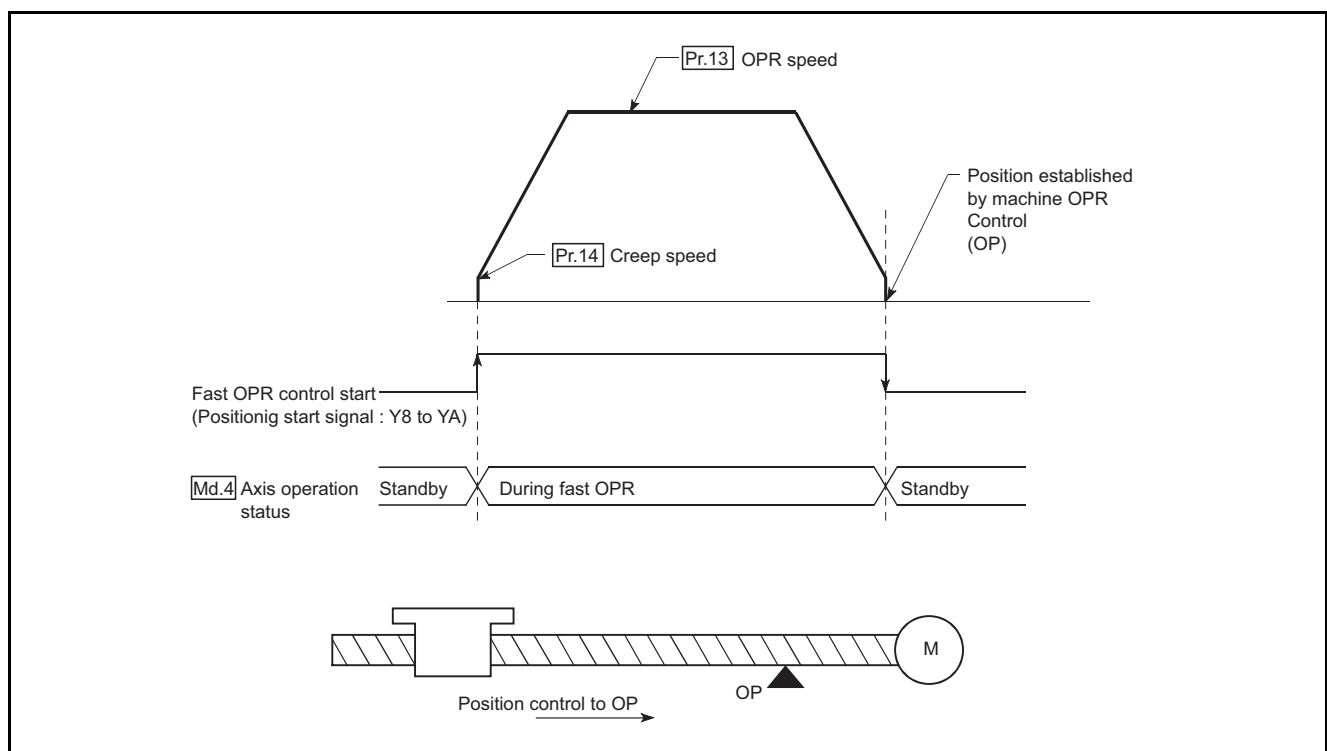 Pr.13 OPR speed
Position established
by machine OPR
Control
(OP)
Pr.14 Creep speed
Fast OPR control start
(Positionig start signal : Y8 to YA)
Md.4 Axis operation
status
Standby
During fast OPR
Standby
M
OP
Position control to OP